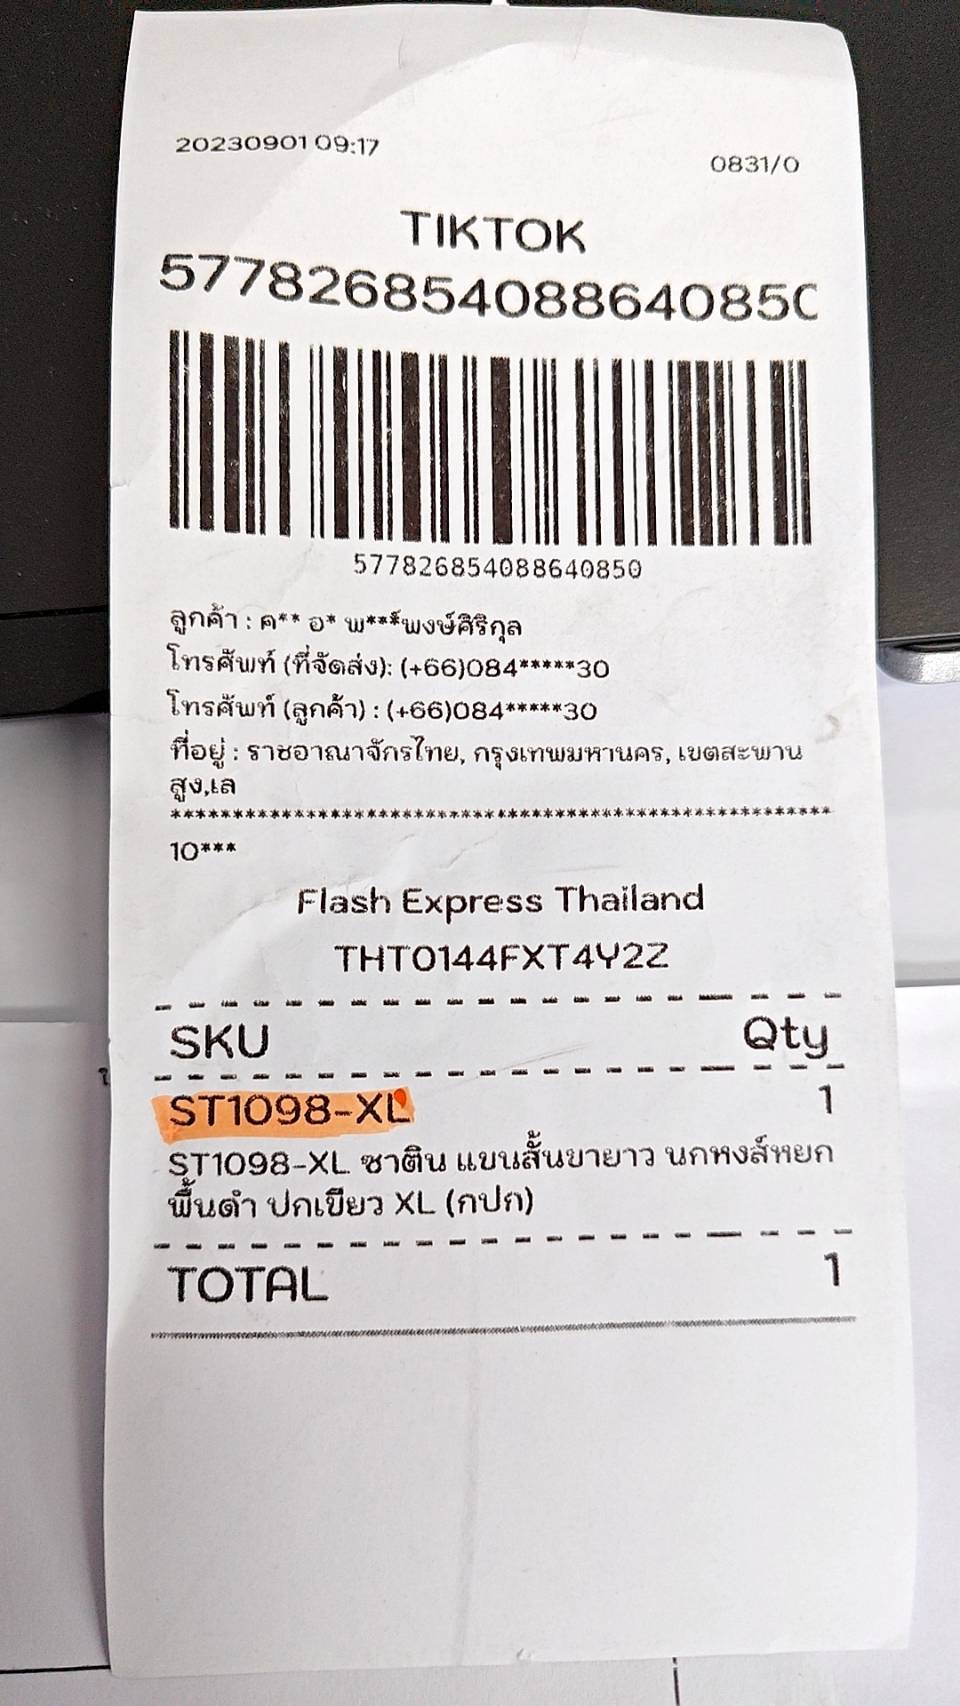 20230901 09:17
0831/0
TIKTOK
577826854088640850
577826854088640850
ลูกค้า : ค** อ* พ***์พงษ์ศิริกุล
โทรศัพท์ (ที่จัดส่ง): (+66)084*****30
โทรศัพท์ (ลูกค้า) : (+66)084*****30
ที่อยู่ : ราชอาณาจักรไทย, กรุงเทพมหานคร, เขตสะพาน
สูง,เล
*****************************************************
10***
Flash Express Thailand
THT0144FXT4Y2Z
SKU Qty
ST1098-XL 1
ST1098-XL ซาติน แขนสั้นขายาว นกหงส์หยก
พื้นดำ ปกเขียว XL (กปก)
TOTAL 1